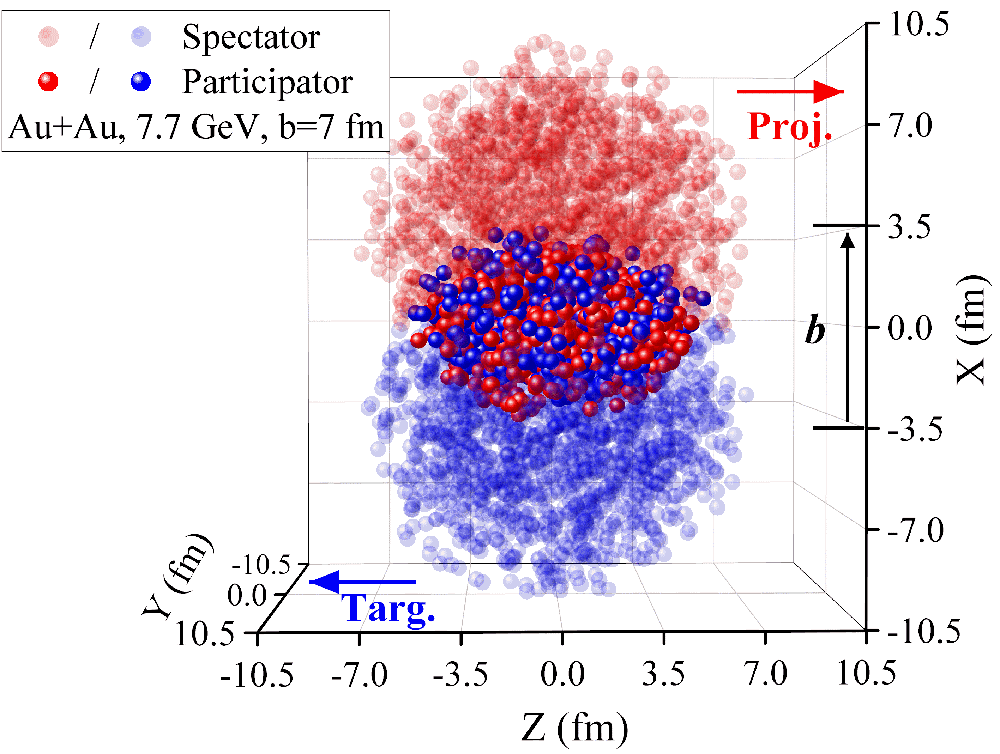 / Spectator
/ Participator
Au+Au, 7.7 GeV, b=7 fm
Proj.
10.5
7.0
3.5
0.0
-3.5
-7.0
-10.5
X (fm)
b
Y (fm)
-10.5
0.0
10.5
Targ.
-10.5 -7.0 -3.5 0.0 3.5 7.0 10.5
Z (fm)